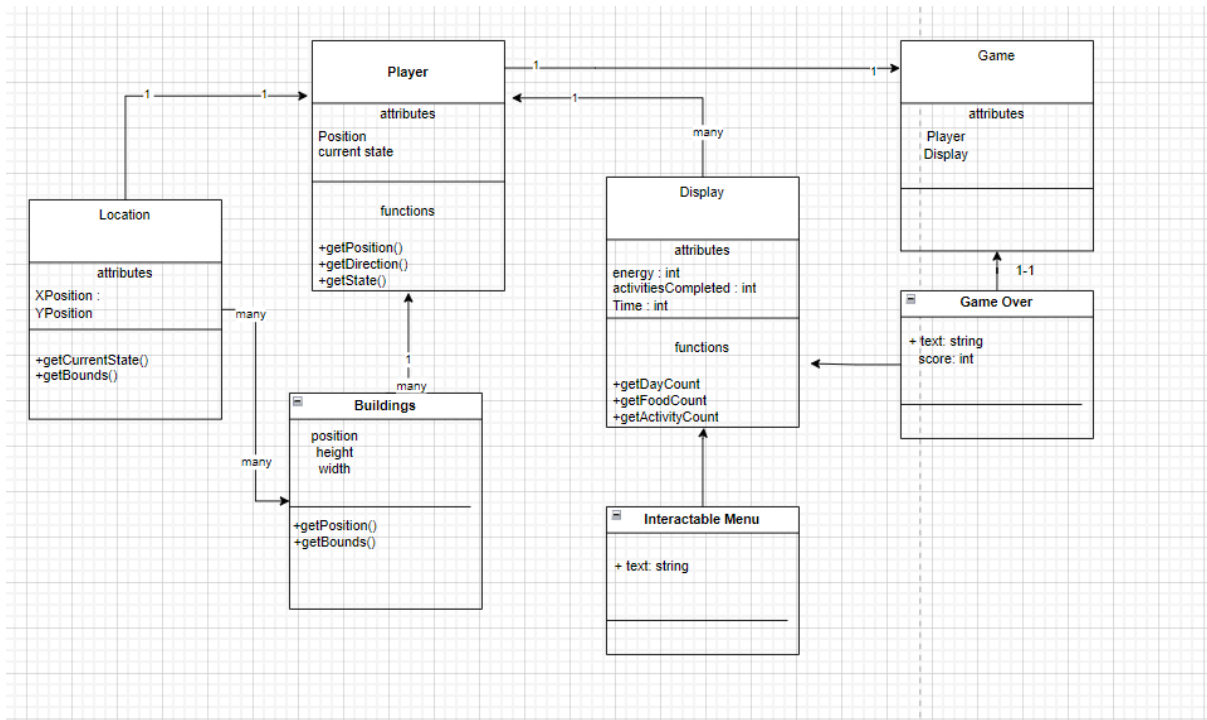 Player
attributes
Position
current state
functions
+getPosition()
+getDirection()
+getState()
1
1
1
1
Game
attributes
Player
Display
1
many
Location
attributes
XPosition :
YPosition
+getCurrentState()
+getBounds()
many
many
1
many
Buildings
position
height
width
+getPosition()
+getBounds()
Display
attributes
energy : int
activitiesCompleted : int
Time : int
functions
+getDayCount
+getFoodCount
+getActivityCount
1-1
Game Over
+ text: string
score: int
Interactable Menu
+ text: string